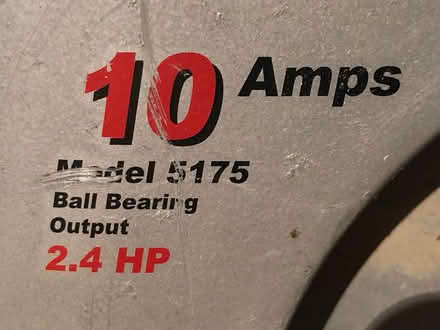 10 Amps
Model 5175
Ball Bearing
Output
2.4 HP